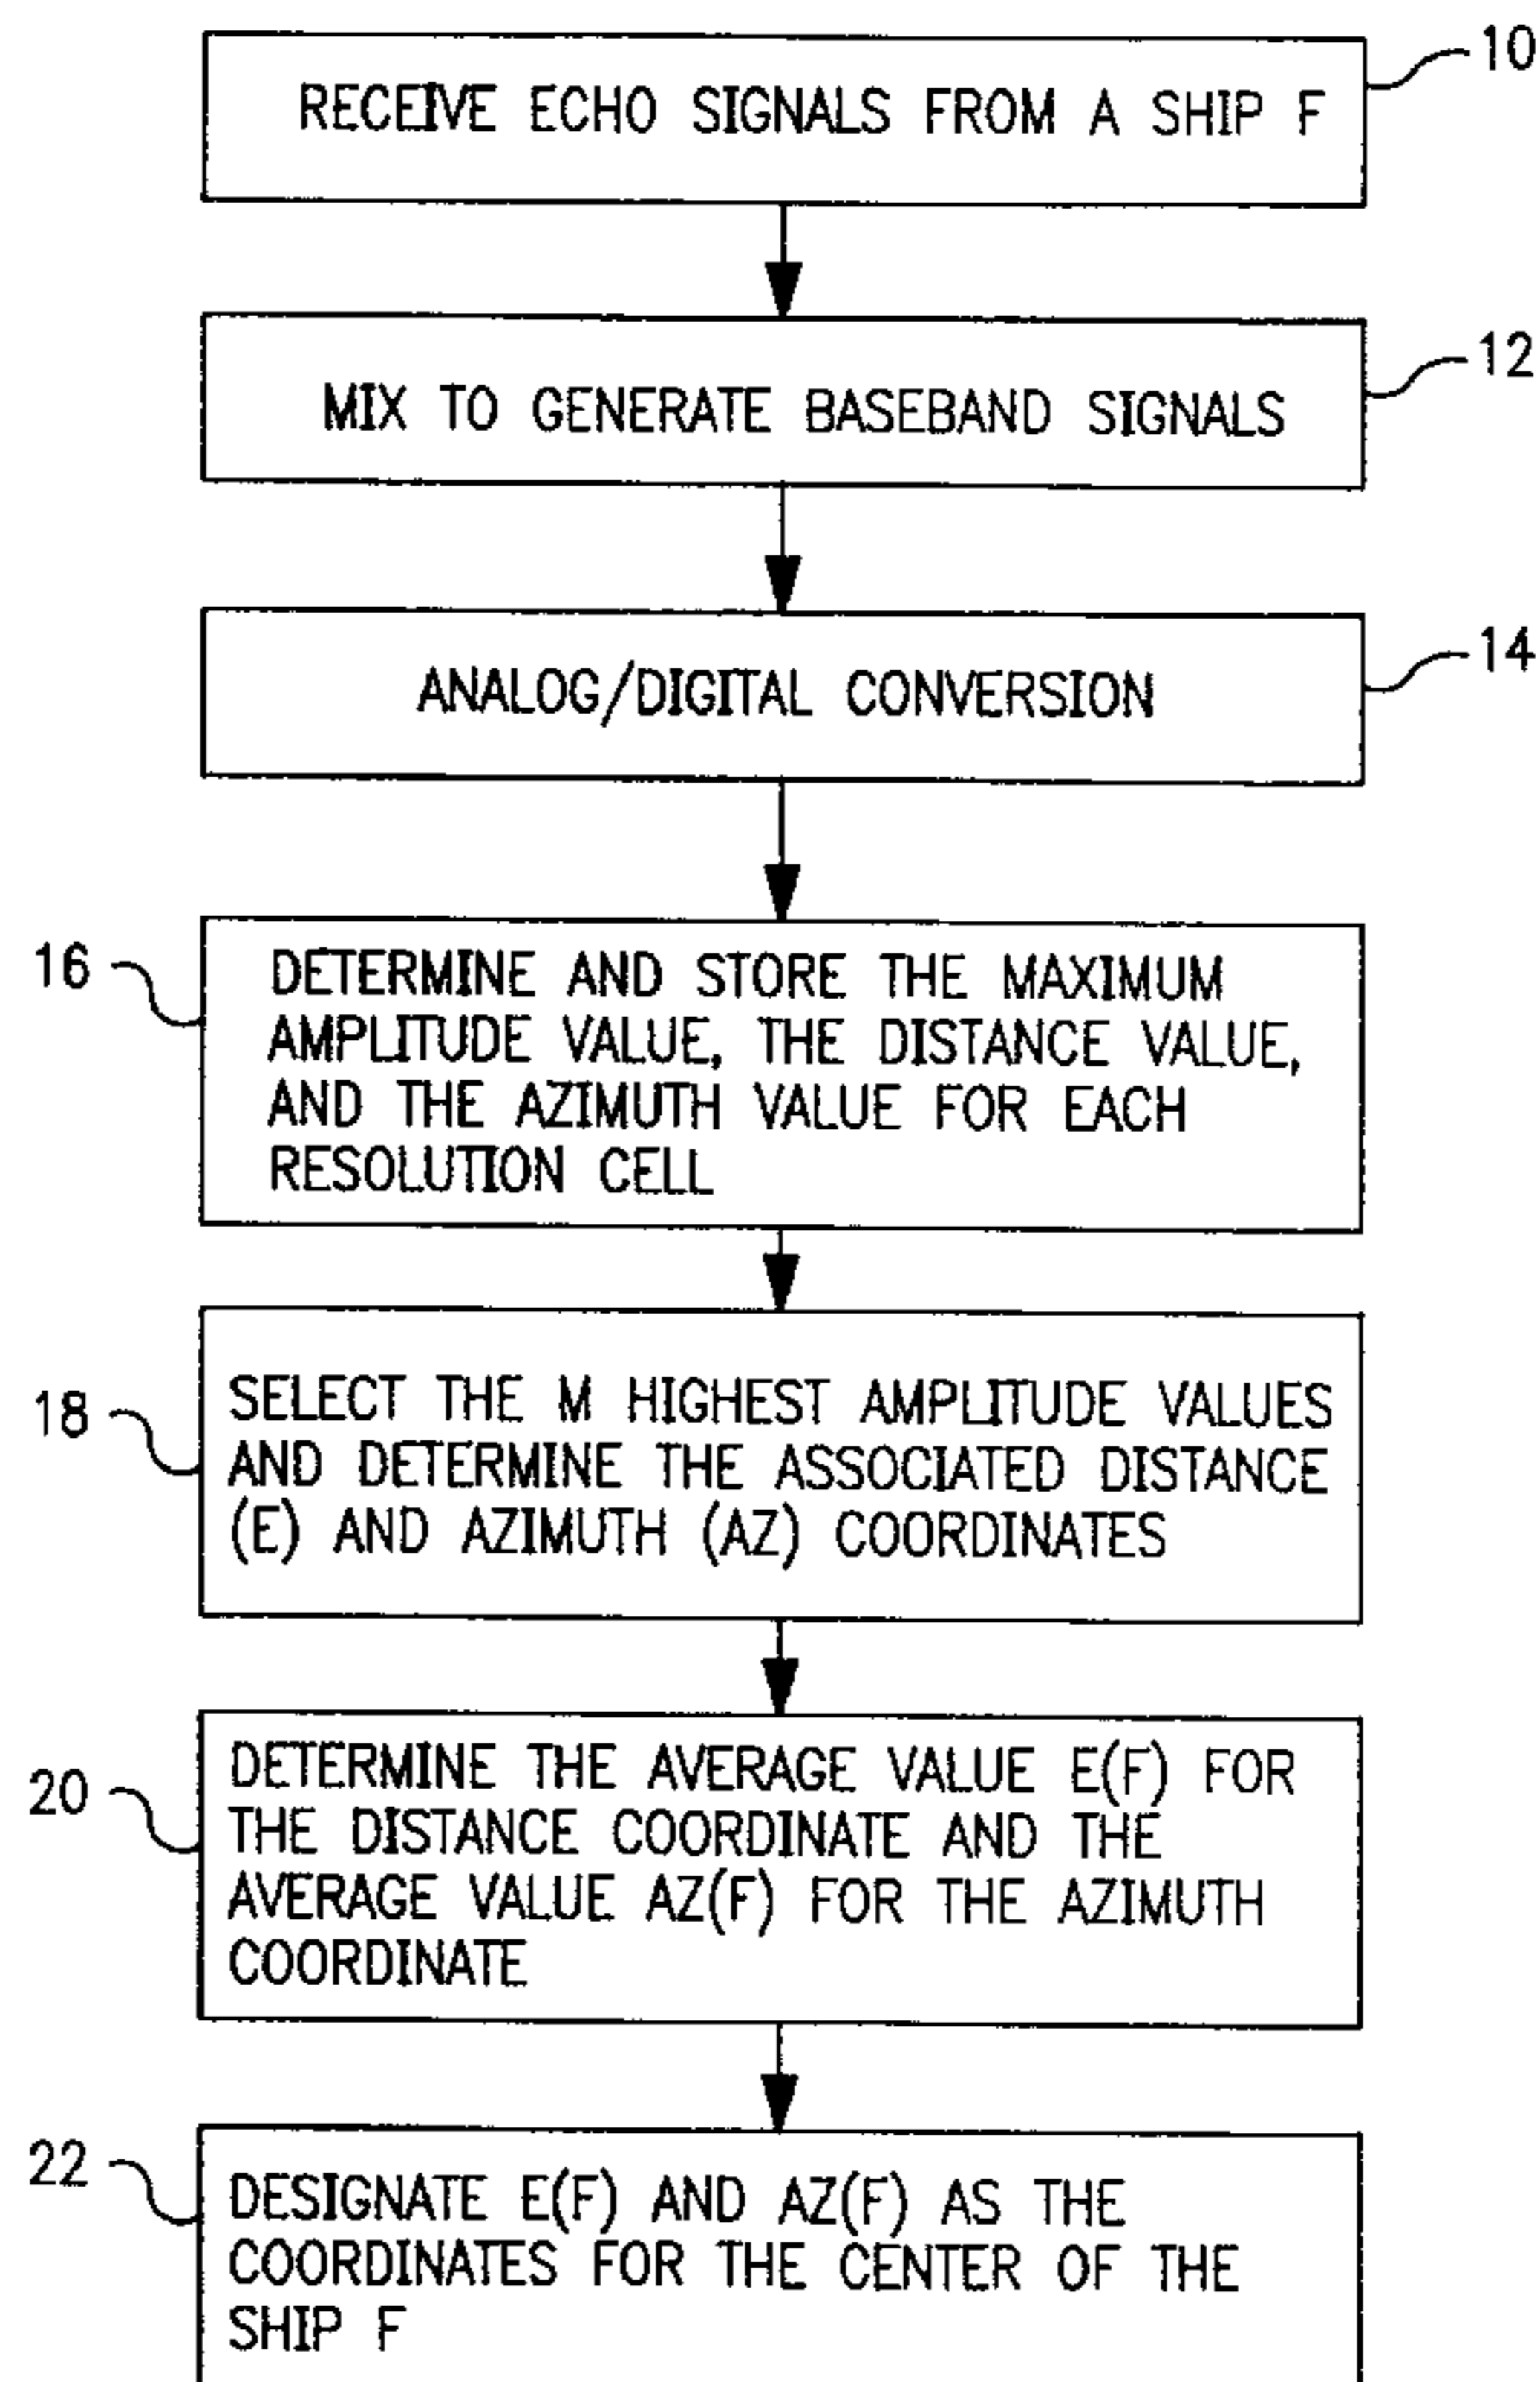 RECEIVE ECHO SIGNALS FROM A SHIP F
10
MIX TO GENERATE BASEBAND SIGNALS
12
ANALOG/DIGITAL CONVERSION
14
16
DETERMINE AND STORE THE MAXIMUM
AMPLITUDE VALUE, THE DISTANCE VALUE,
AND THE AZIMUTH VALUE FOR EACH
RESOLUTION CELL
18
SELECT THE M HIGHEST AMPLITUDE VALUES
AND DETERMINE THE ASSOCIATED DISTANCE
(E) AND AZIMUTH (AZ) COORDINATES
20
DETERMINE THE AVERAGE VALUE E(F) FOR
THE DISTANCE COORDINATE AND THE
AVERAGE VALUE AZ(F) FOR THE AZIMUTH
COORDINATE
22
DESIGNATE E(F) AND AZ(F) AS THE
COORDINATES FOR THE CENTER OF THE
SHIP F